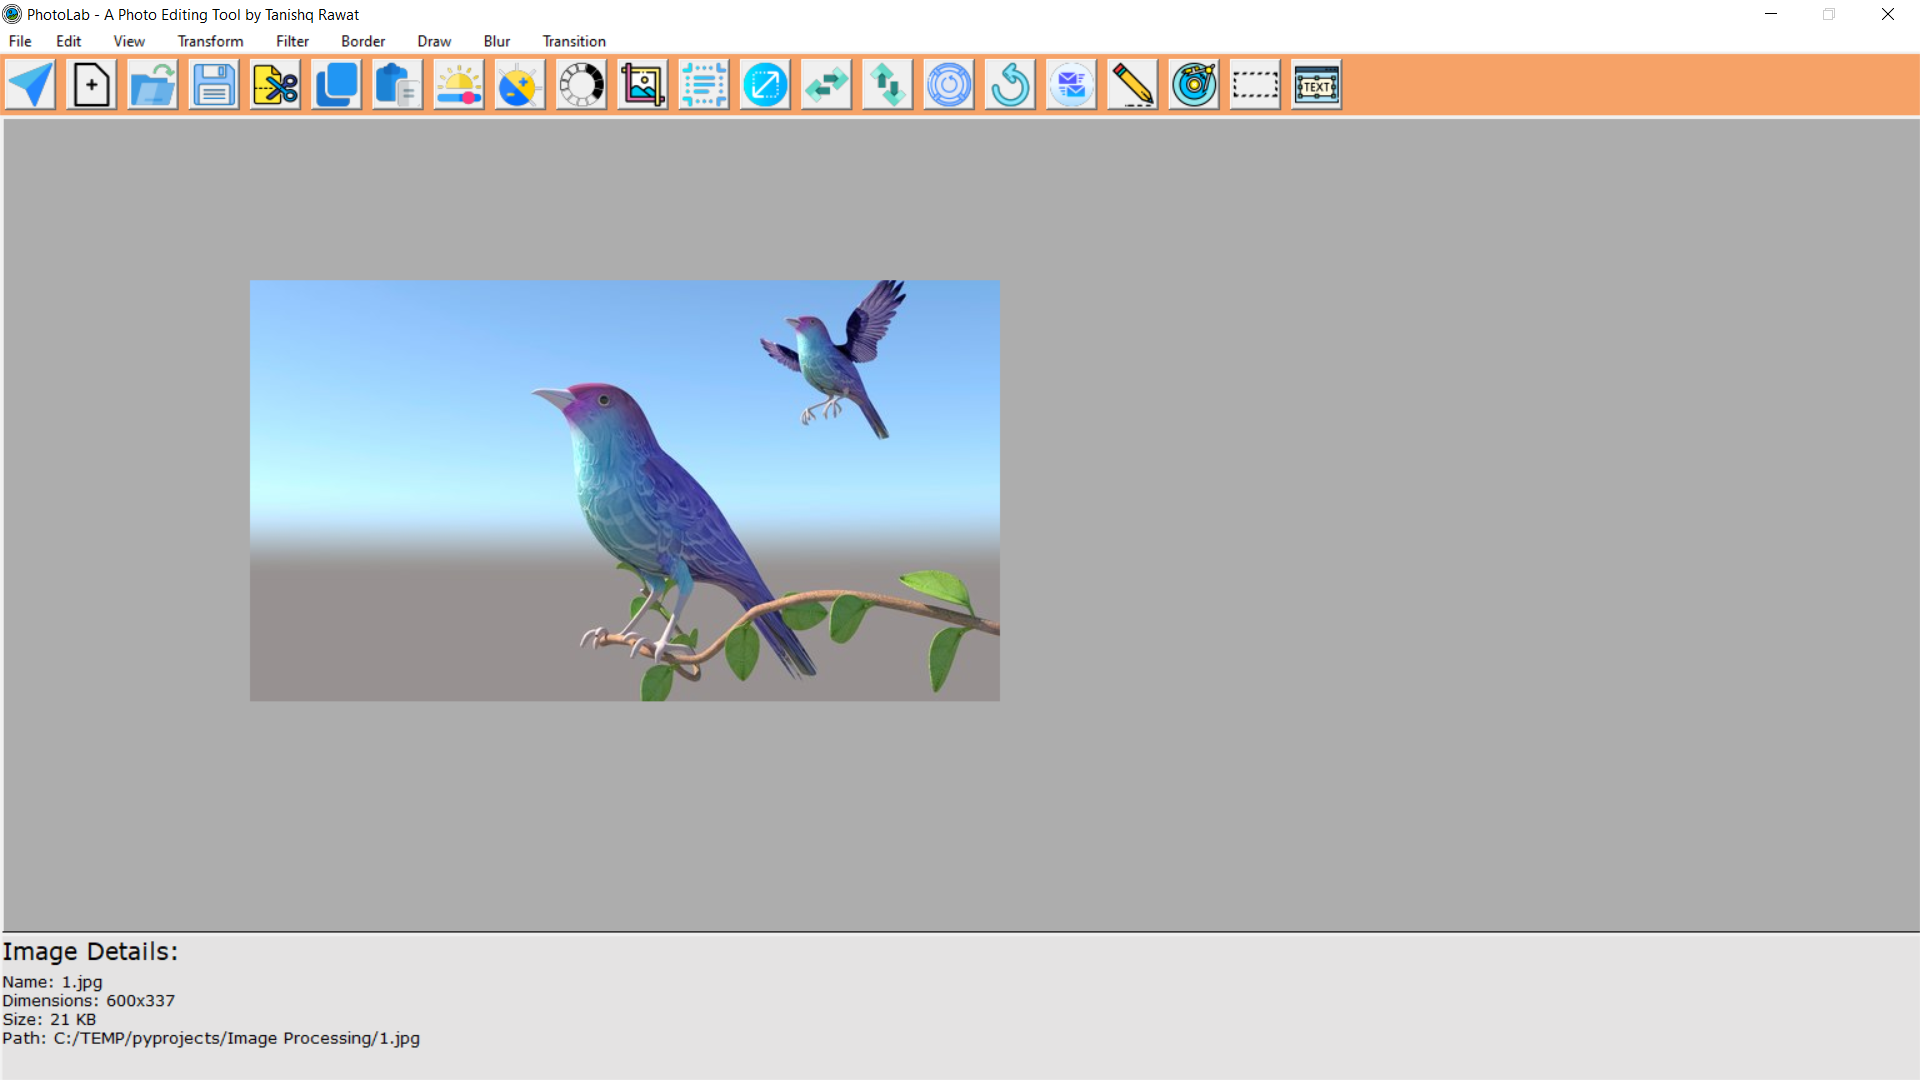 PhotoLab - A Photo Editing Tool by Tanishq Rawat
File Edit View Transform Filter Border Draw Blur Transition
TEXT
Image Details:
Name: 1.jpg
Dimensions: 600x337
Size: 21 KB
Path: C:/TEMP/pyprojects/Image Processing/1.jpg